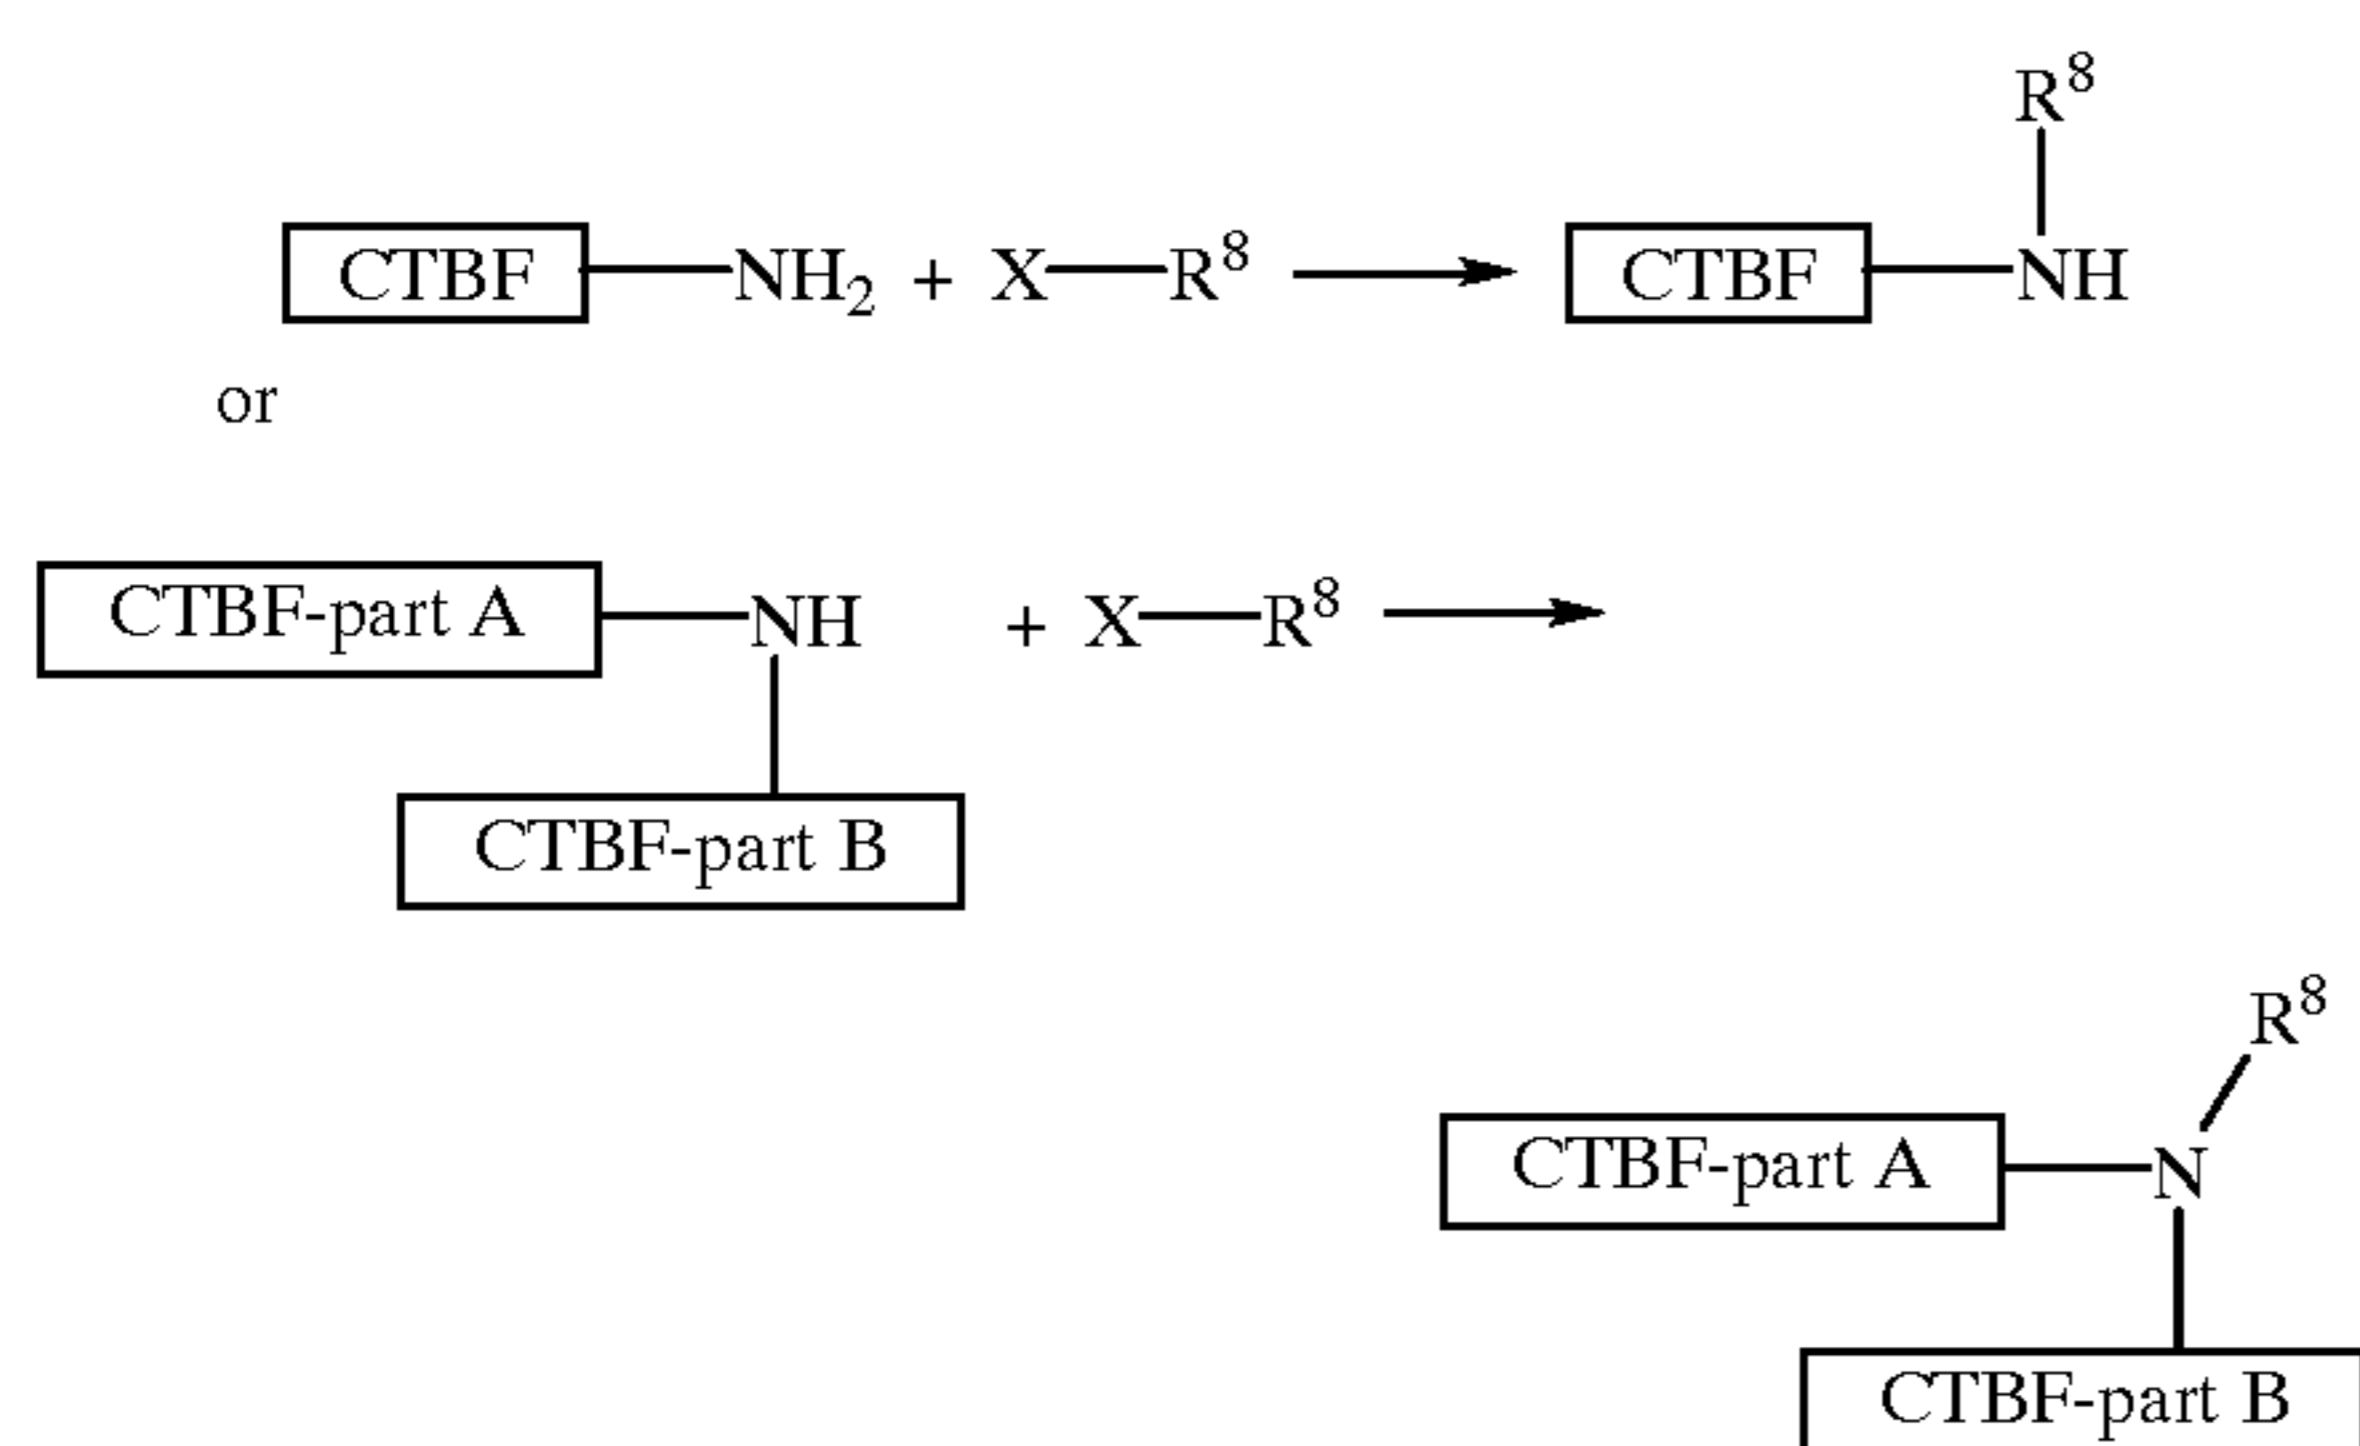 CTBF NH₂ + X R⁸ CTBF NH R⁸
or
CTBF-part A NH + X R⁸
CTBF-part B
R⁸
CTBF-part A N
CTBF-part B